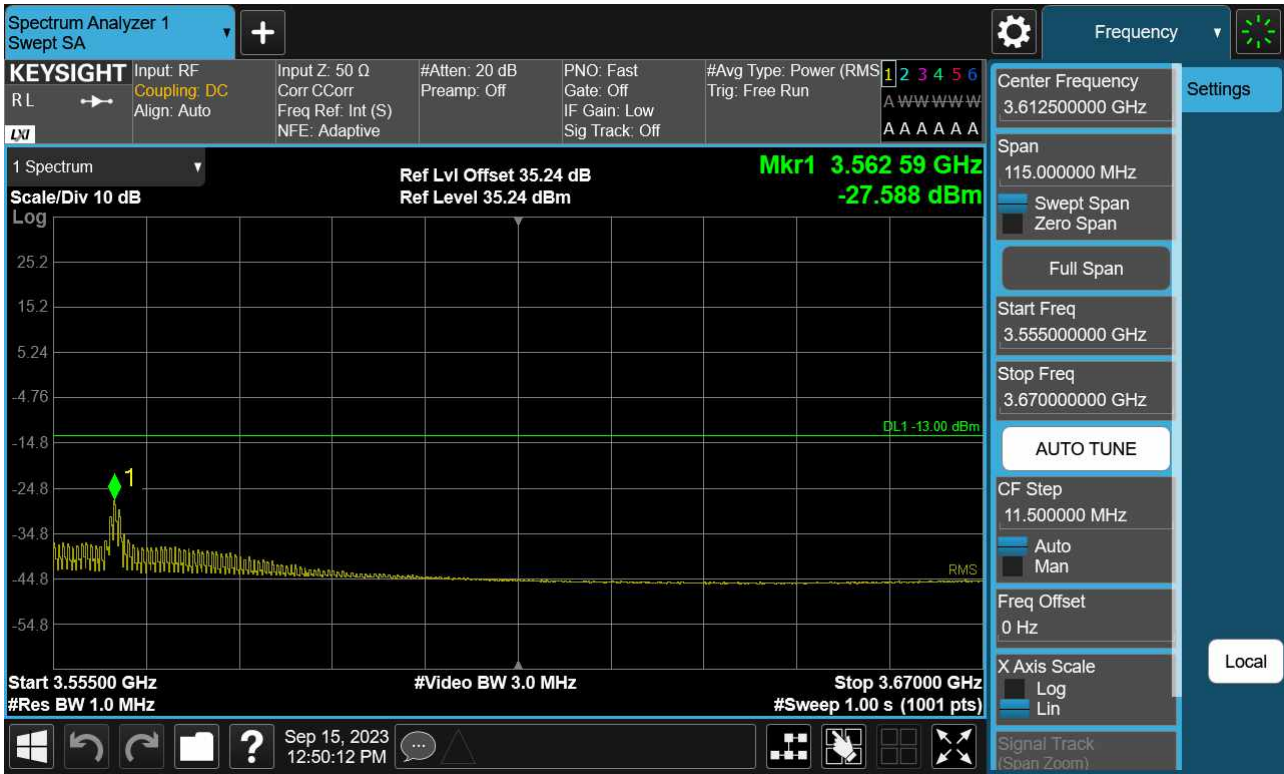 Spectrum Analyzer 1
Swept SA
+
Frequency
KEYSIGHT
R L
LXI
Input: RF
Coupling: DC
Align: Auto
Input Z: 50 Ω
Corr CCorr
Freq Ref: Int (S)
NFE: Adaptive
#Atten: 20 dB
Preamp: Off
PNO: Fast
Gate: Off
IF Gain: Low
Sig Track: Off
#Avg Type: Power (RMS
Trig: Free Run
1 2 3 4 5 6
A W W W W W
A A A A A A
1 Spectrum
Scale/Div 10 dB
Log
Ref Lvl Offset 35.24 dB
Ref Level 35.24 dBm
Mkr1 3.562 59 GHz
-27.588 dBm
25.2
15.2
5.24
-4.76
DL1 -13.00 dBm
-14.8
1
-24.8
-34.8
RMS
-44.8
-54.8
Start 3.55500 GHz
#Video BW 3.0 MHz
Stop 3.67000 GHz
#Res BW 1.0 MHz
#Sweep 1.00 s (1001 pts)
Center Frequency
3.612500000 GHz
Settings
Span
115.000000 MHz
Swept Span
Zero Span
Full Span
Start Freq
3.555000000 GHz
Stop Freq
3.670000000 GHz
AUTO TUNE
CF Step
11.500000 MHz
Auto
Man
Freq Offset
0 Hz
X Axis Scale
Log
Lin
Local
Signal Track
(Span Zoom)
?
Sep 15, 2023
12:50:12 PM